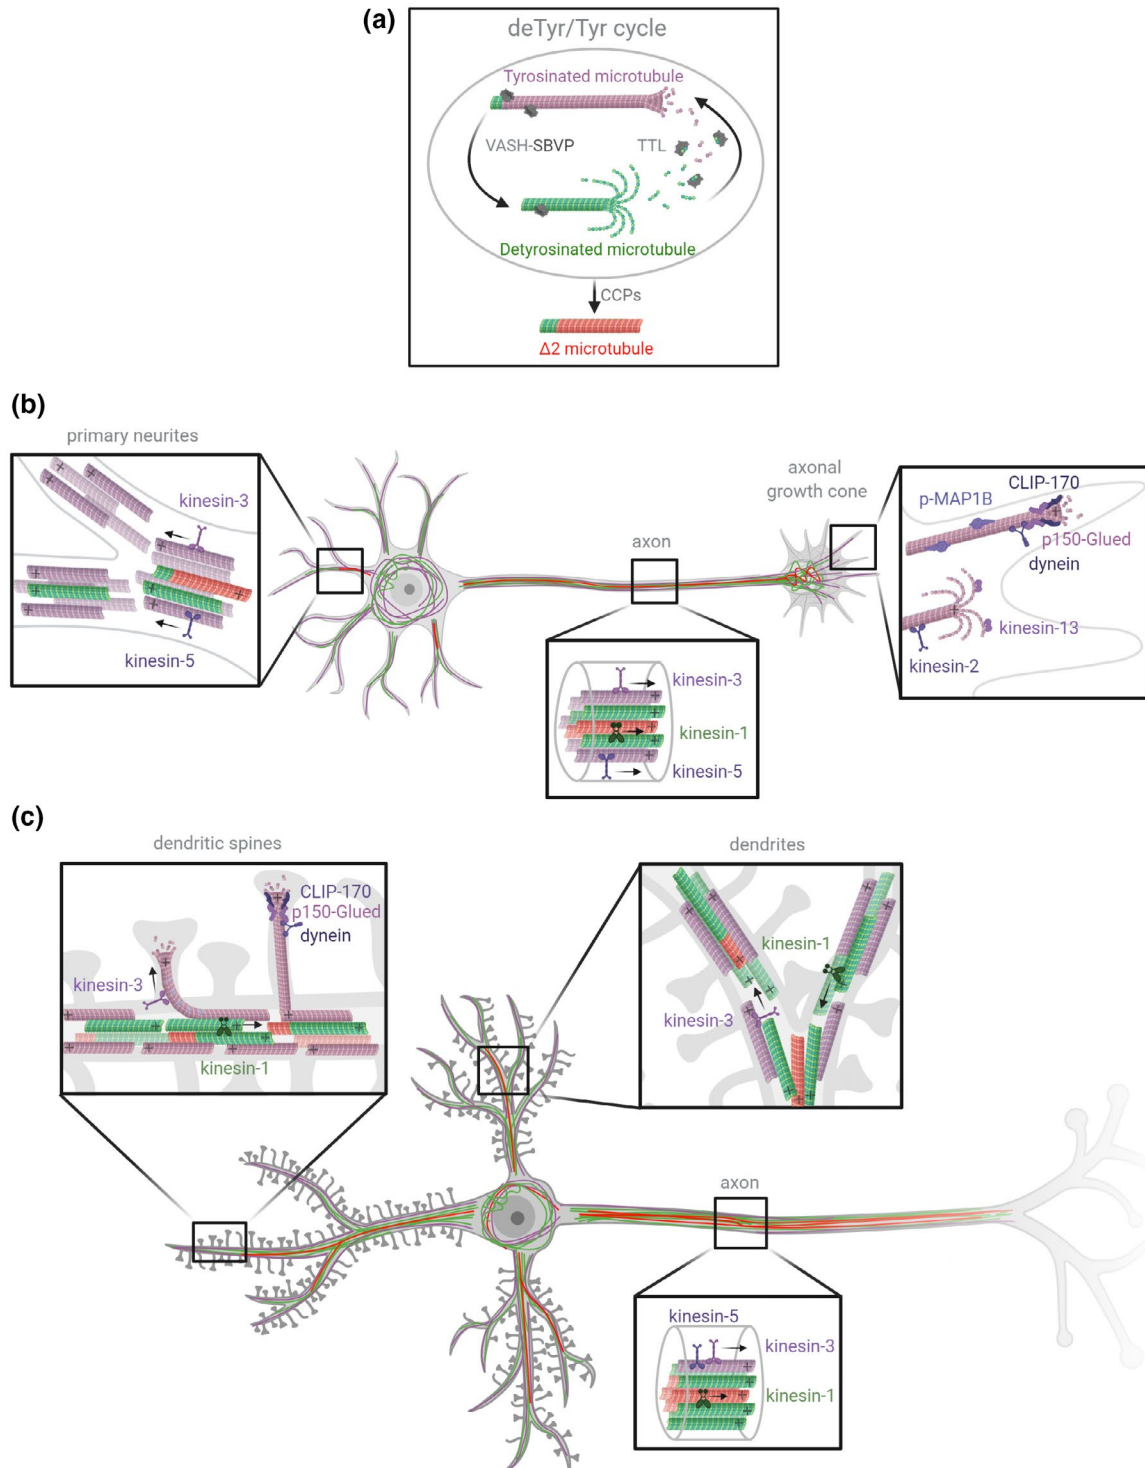 (a)
deTyr/Tyr cycle
Tyrosinated microtubule
VASH-SBVP
TTL
Detyrosinated microtubule
CCPs
Δ2 microtubule
(b)
primary neurites
kinesin-3
kinesin-5
axon
axonal
growth cone
CLIP-170
p-MAP1B
p150-Glued
dynein
kinesin-13
kinesin-2
kinesin-3
kinesin-1
kinesin-5
(c)
dendritic spines
CLIP-170
p150-Glued
dynein
kinesin-3
kinesin-1
dendrites
kinesin-1
kinesin-3
axon
kinesin-5
kinesin-3
kinesin-1